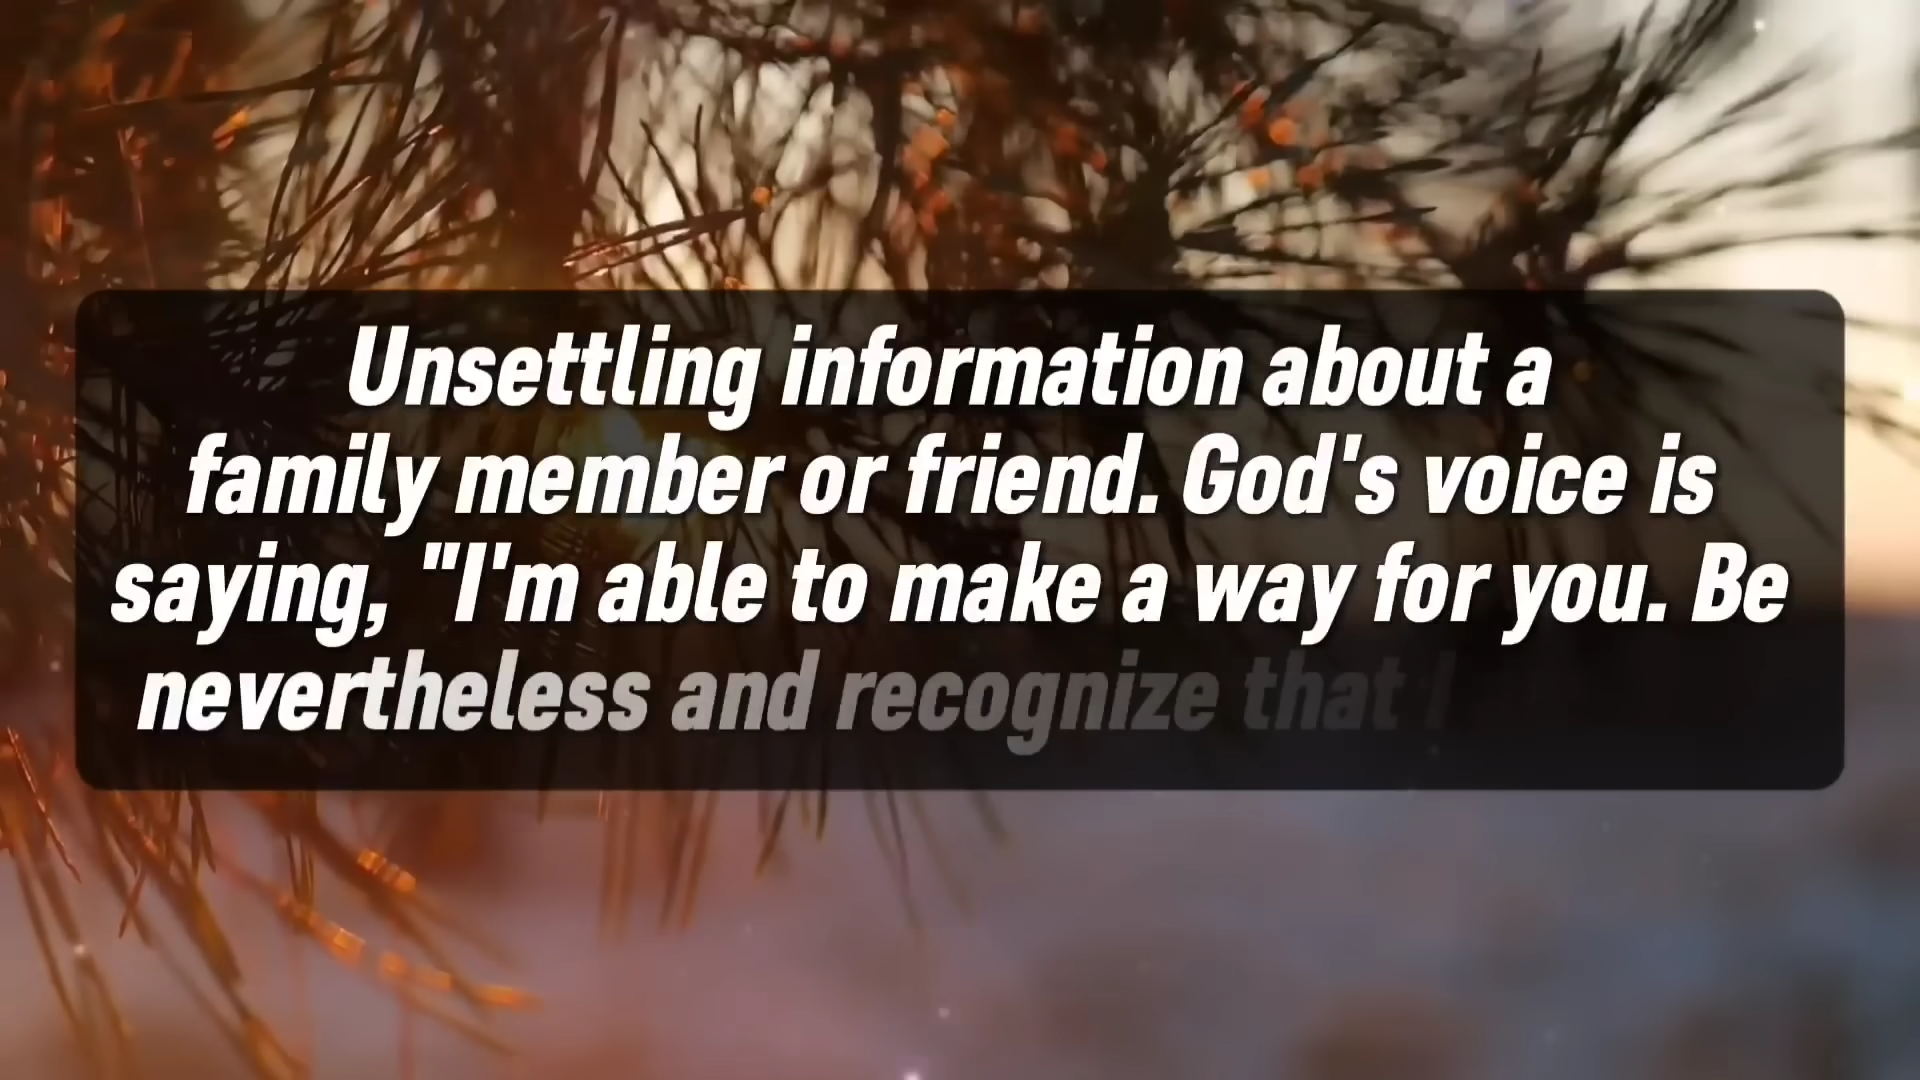 Unsettling information about a
family member or friend. God's voice is
saying, "I'm able to make a way for you. Be
nevertheless and recognize that I